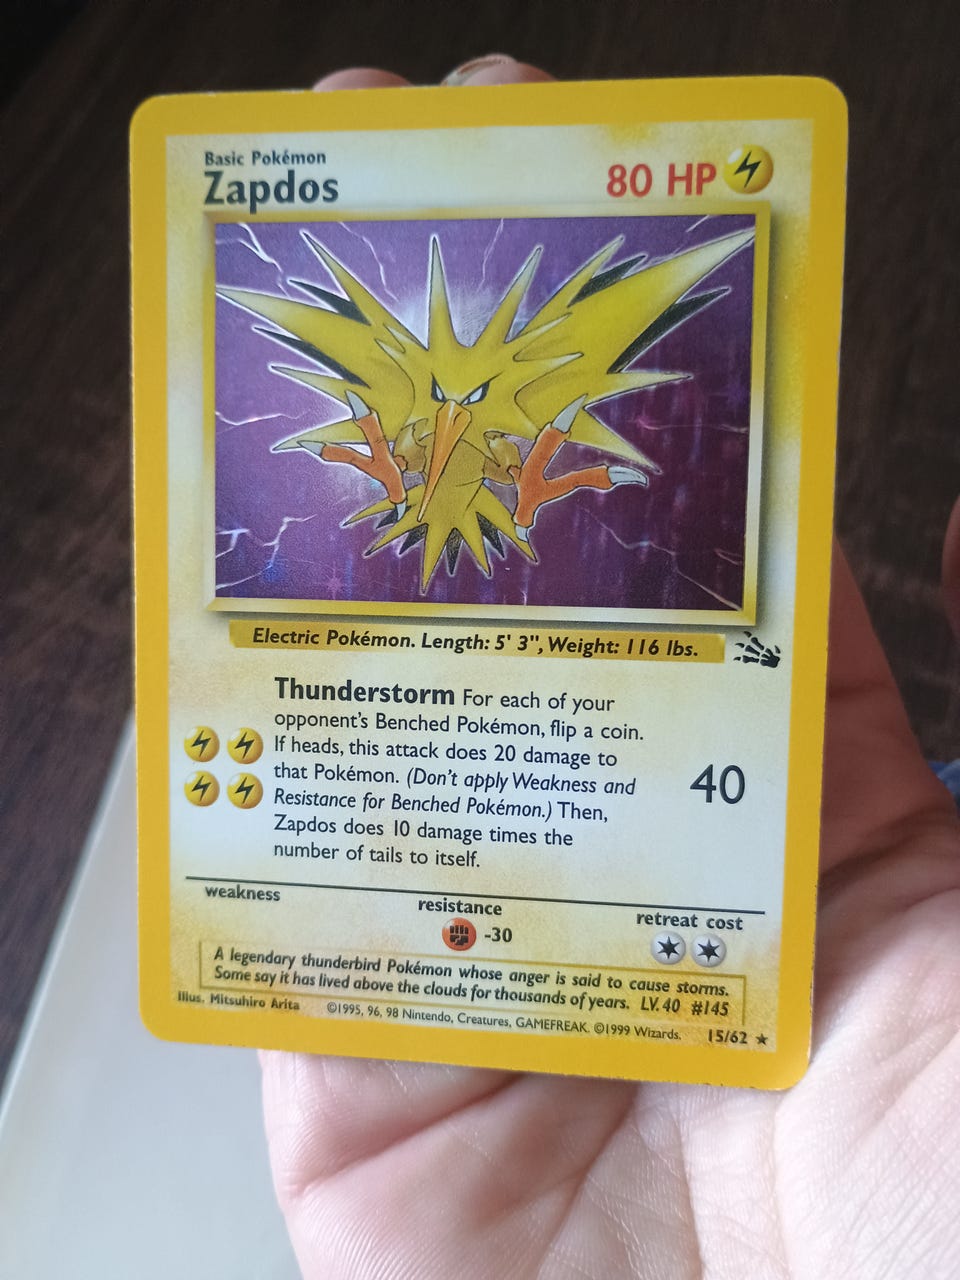 Basic Pokémon
Zapdos
80 HP
Electric Pokémon. Length: 5' 3", Weight: 116 lbs.
Thunderstorm For each of your
opponent's Benched Pokémon, flip a coin.
If heads, this attack does 20 damage to
that Pokémon. (Don't apply Weakness and
Resistance for Benched Pokémon.) Then,
Zapdos does 10 damage times the
number of tails to itself.
40
weakness
resistance
retreat cost
-30
A legendary thunderbird Pokémon whose anger is said to cause storms.
Some say it has lived above the clouds for thousands of years. LV. 40 #145
Illus. Mitsuhiro Arita
©1995, 96, 98 Nintendo, Creatures, GAMEFREAK. ©1999 Wizards.
15/62 ★